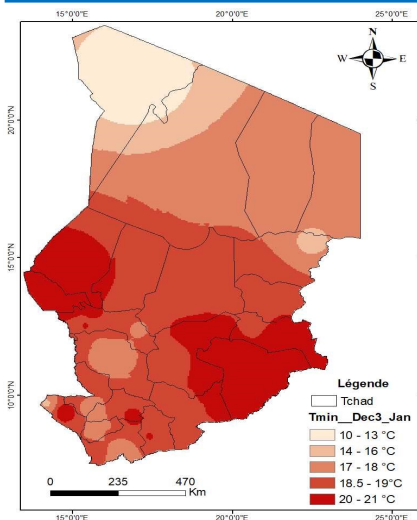 15°0'0"E 20°0'0"E 25°0'0"E
N
W E
S
20°0'0"N
15°0'0"N
10°0'0"N
Légende
Tchad
Tmin__Dec3_Jan
10 - 13 °C
14 - 16 °C
17 - 18 °C
18.5 - 19°C
20 - 21 °C
0 235 470
Km
15°0'0"E 20°0'0"E 25°0'0"E